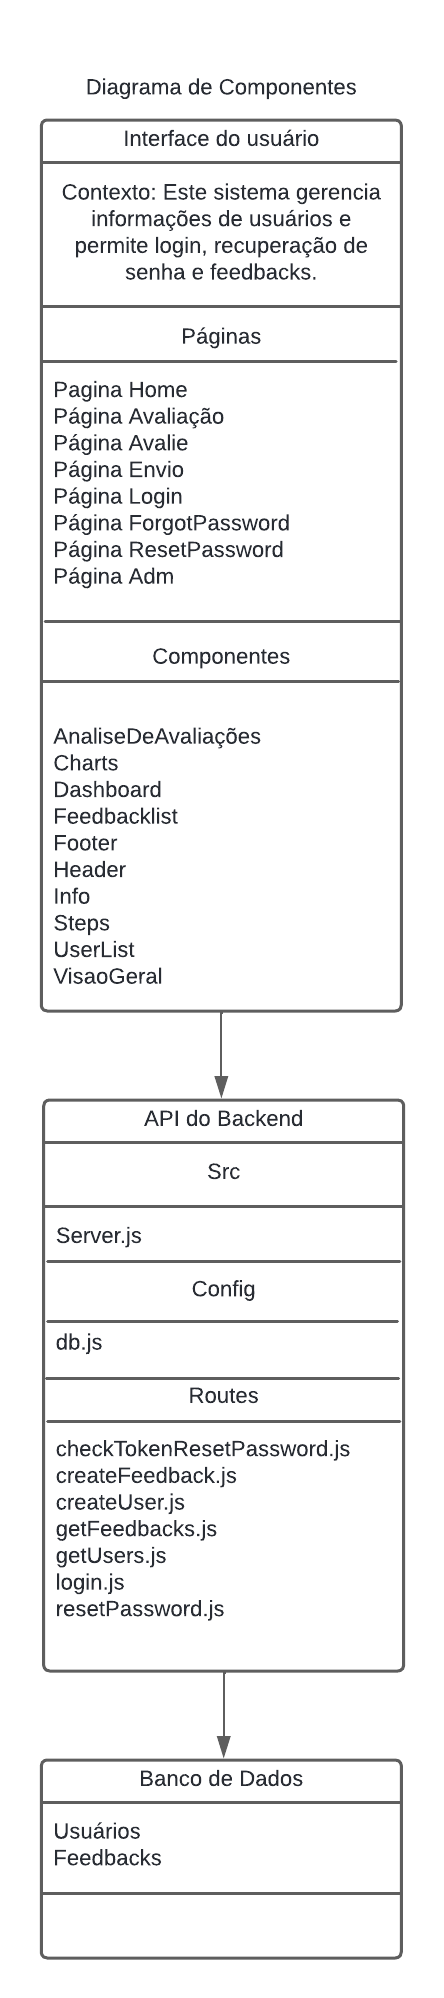 Diagrama de Componentes
Interface do usuário
Contexto: Este sistema gerencia
informações de usuários e
permite login, recuperação de
senha e feedbacks.
Páginas
Pagina Home
Página Avaliação
Página Avalie
Página Envio
Página Login
Página ForgotPassword
Página ResetPassword
Página Adm
Componentes
AnaliseDeAvaliações
Charts
Dashboard
Feedbacklist
Footer
Header
Info
Steps
UserList
VisaoGeral
API do Backend
Src
Server.js
Config
db.js
Routes
checkTokenResetPassword.js
createFeedback.js
createUser.js
getFeedbacks.js
getUsers.js
login.js
resetPassword.js
Banco de Dados
Usuários
Feedbacks